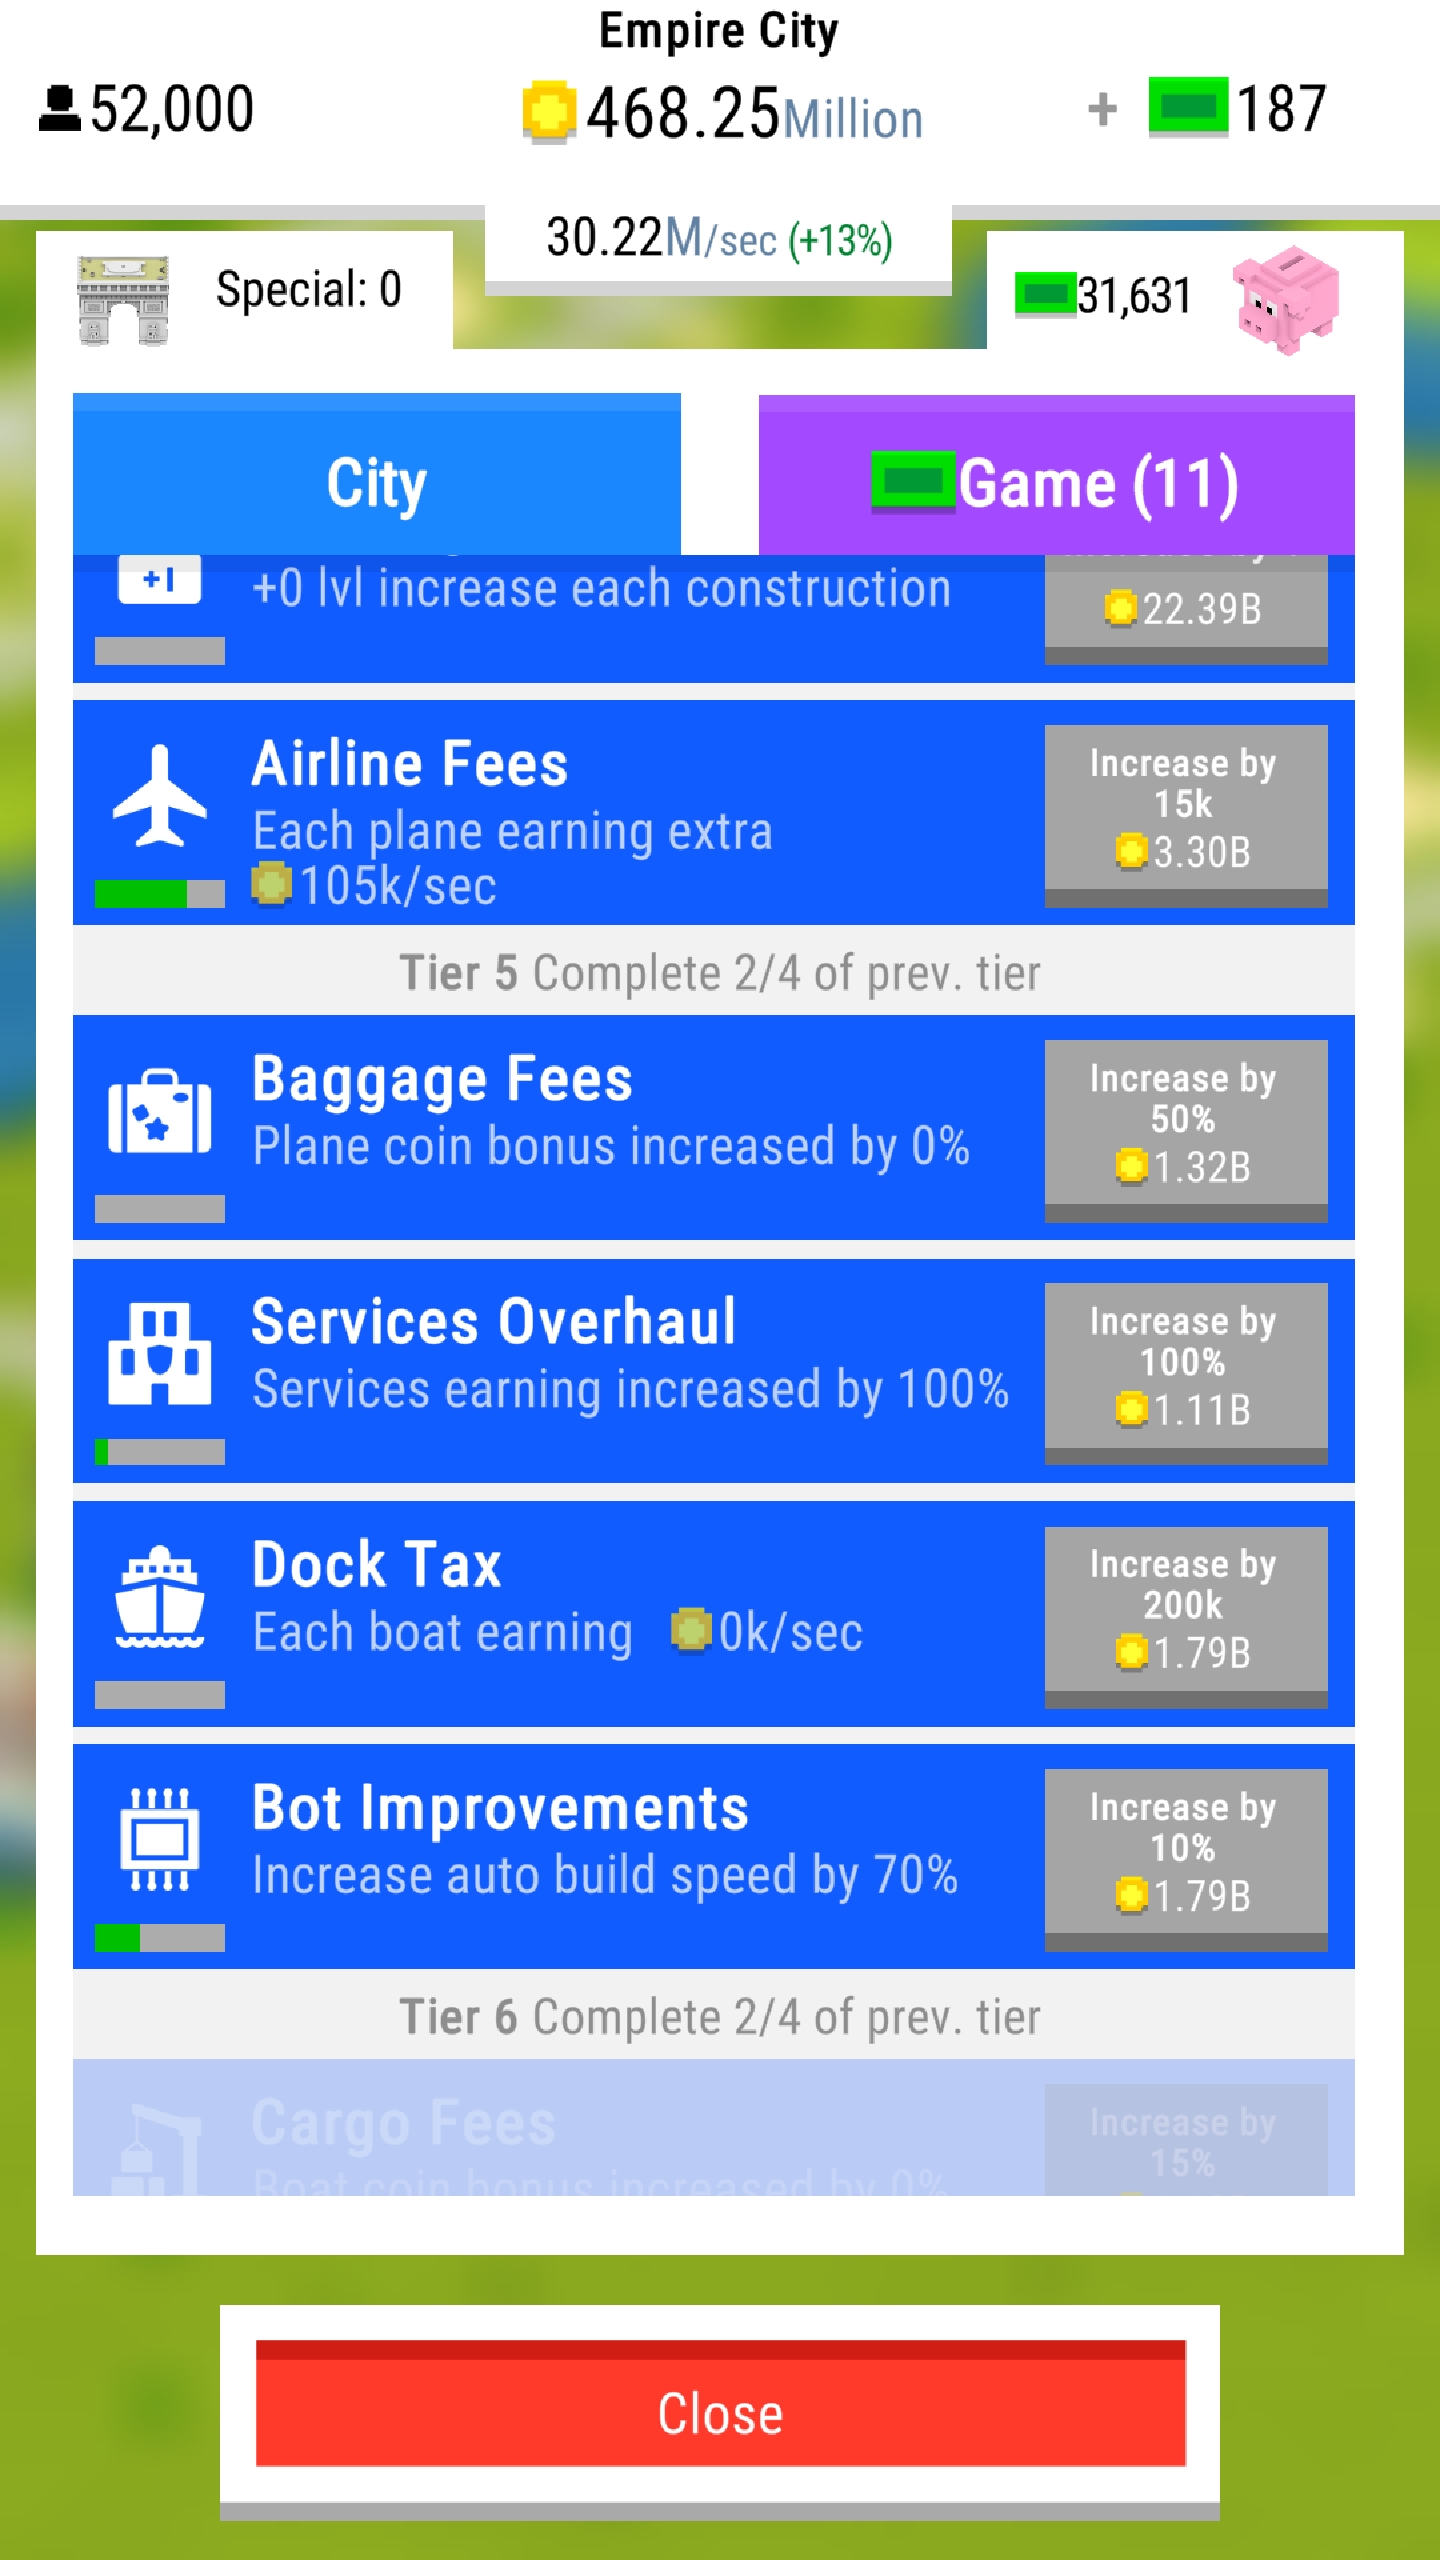 Empire City
52,000
468.25Million
+ 187
30.22M/sec (+13%)
Special: 0
31,631
City
Game (11)
+1
+0 lvl increase each construction
22.39B
Airline Fees
Each plane earning extra
105k/sec
Increase by
15k
3.30B
Tier 5 Complete 2/4 of prev. tier
Baggage Fees
Plane coin bonus increased by 0%
Increase by
50%
1.32B
Services Overhaul
Services earning increased by 100%
Increase by
100%
1.11B
Dock Tax
Each boat earning 0k/sec
Increase by
200k
1.79B
Bot Improvements
Increase auto build speed by 70%
Increase by
10%
1.79B
Tier 6 Complete 2/4 of prev. tier
Cargo Fees
Boat coin bonus increased by 0%
Increase by
15%
Close